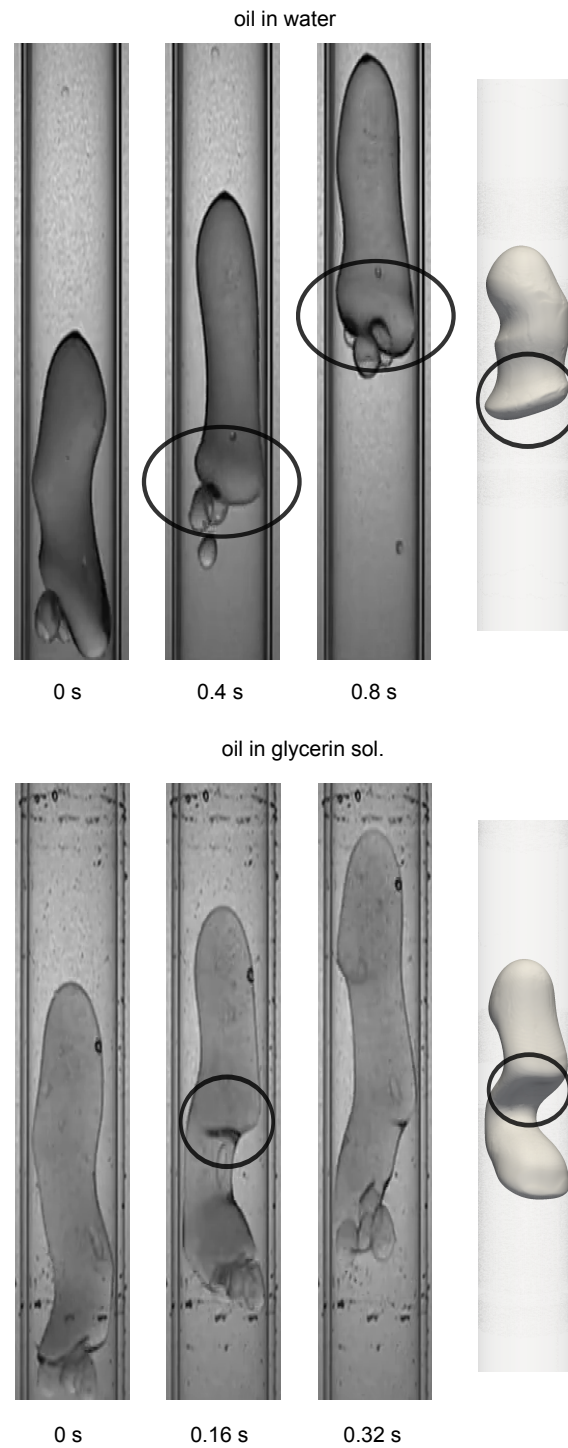 oil in water
0 s
0.4 s
0.8 s
oil in glycerin sol.
0 s
0.16 s
0.32 s